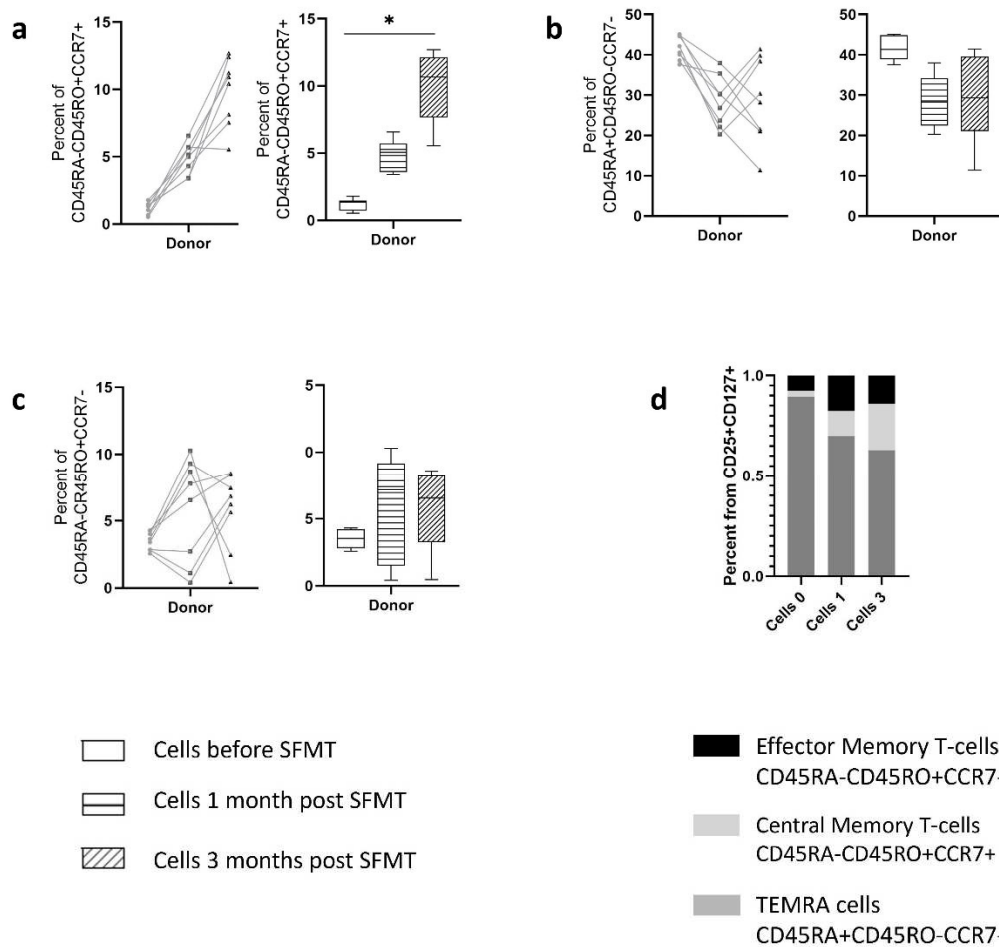 a
Percent of
CD45RA-CD45RO+CCR7+
15
10
5
0
Donor
Percent of
CD45RA-CD45RO+CCR7+
15
10
5
0
*
Donor
b
Percent of
CD45RA+CD45RO-CCR7-
50
40
30
20
10
0
Donor
50
40
30
20
10
0
Donor
c
Percent of
CD45RA-CR45RO+CCR7-
15
10
5
0
Donor
5
0
5
0
Donor
d
Percent from CD25+CD127+
1.0
0.5
0.0
Cells 0
Cells 1
Cells 3
Cells before SFMT
Cells 1 month post SFMT
Cells 3 months post SFMT
Effector Memory T-cells
CD45RA-CD45RO+CCR7-
Central Memory T-cells
CD45RA-CD45RO+CCR7+
TEMRA cells
CD45RA+CD45RO-CCR7-